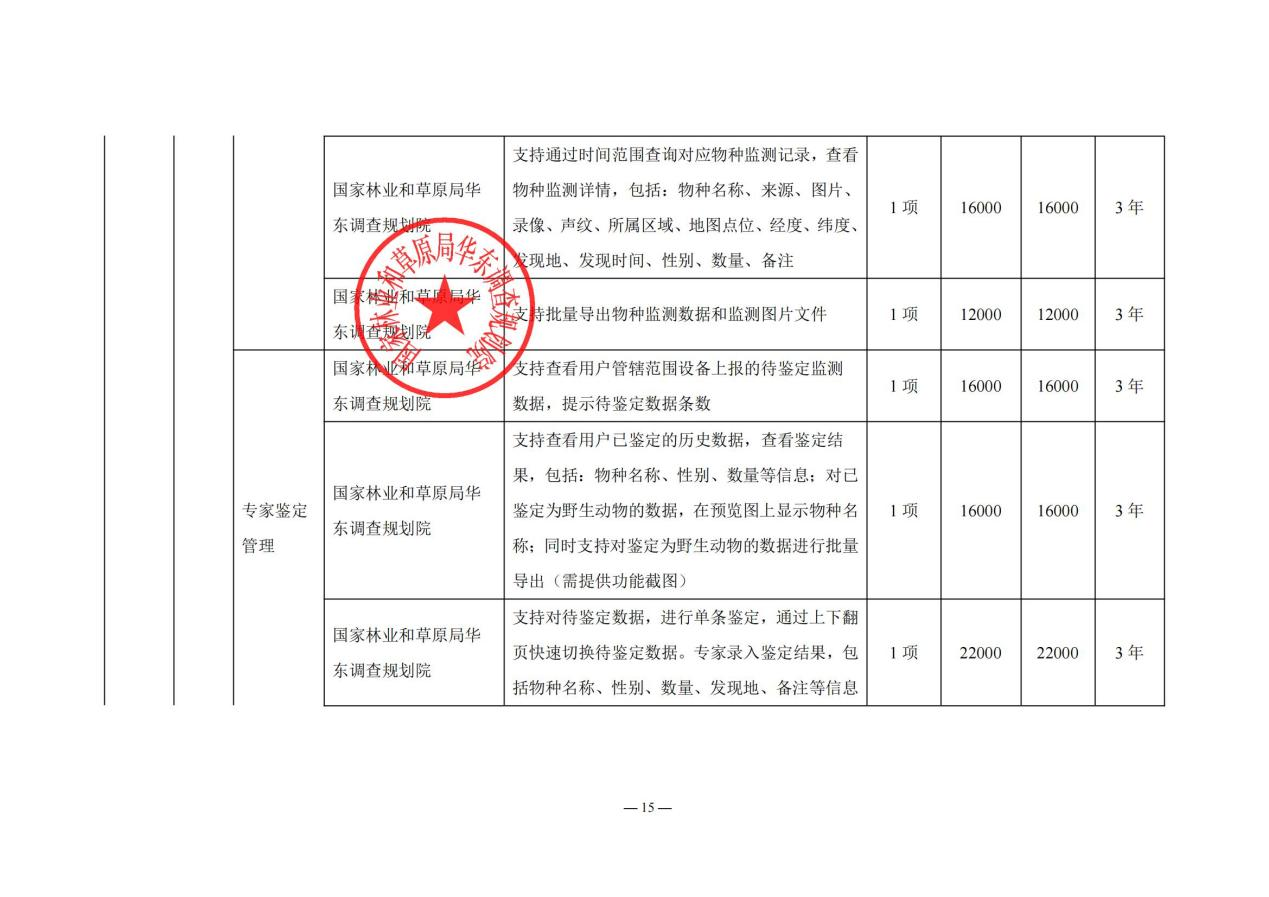 国家林业和草原局华
东调查规划院
支持通过时间范围查询对应物种监测记录，查看
物种监测详情，包括：物种名称、来源、图片、
录像、声纹、所属区域、地图点位、经度、纬度、
发现地、发现时间、性别、数量、备注
1 项
16000
16000
3 年
国家林业和草原局华
东调查规划院
支持批量导出物种监测数据和监测图片文件
1 项
12000
12000
3 年
专家鉴定
管理
国家林业和草原局华
东调查规划院
支持查看用户管辖范围设备上报的待鉴定监测
数据，提示待鉴定数据条数
1 项
16000
16000
3 年
国家林业和草原局华
东调查规划院
支持查看用户已鉴定的历史数据，查看鉴定结
果，包括：物种名称、性别、数量等信息；对已
鉴定为野生动物的数据，在预览图上显示物种名
称；同时支持对鉴定为野生动物的数据进行批量
导出（需提供功能截图）
1 项
16000
16000
3 年
国家林业和草原局华
东调查规划院
支持对待鉴定数据，进行单条鉴定，通过上下翻
页快速切换待鉴定数据。专家录入鉴定结果，包
括物种名称、性别、数量、发现地、备注等信息
1 项
22000
22000
3 年
国家林业和草原局华东调查规划院
— 15 —